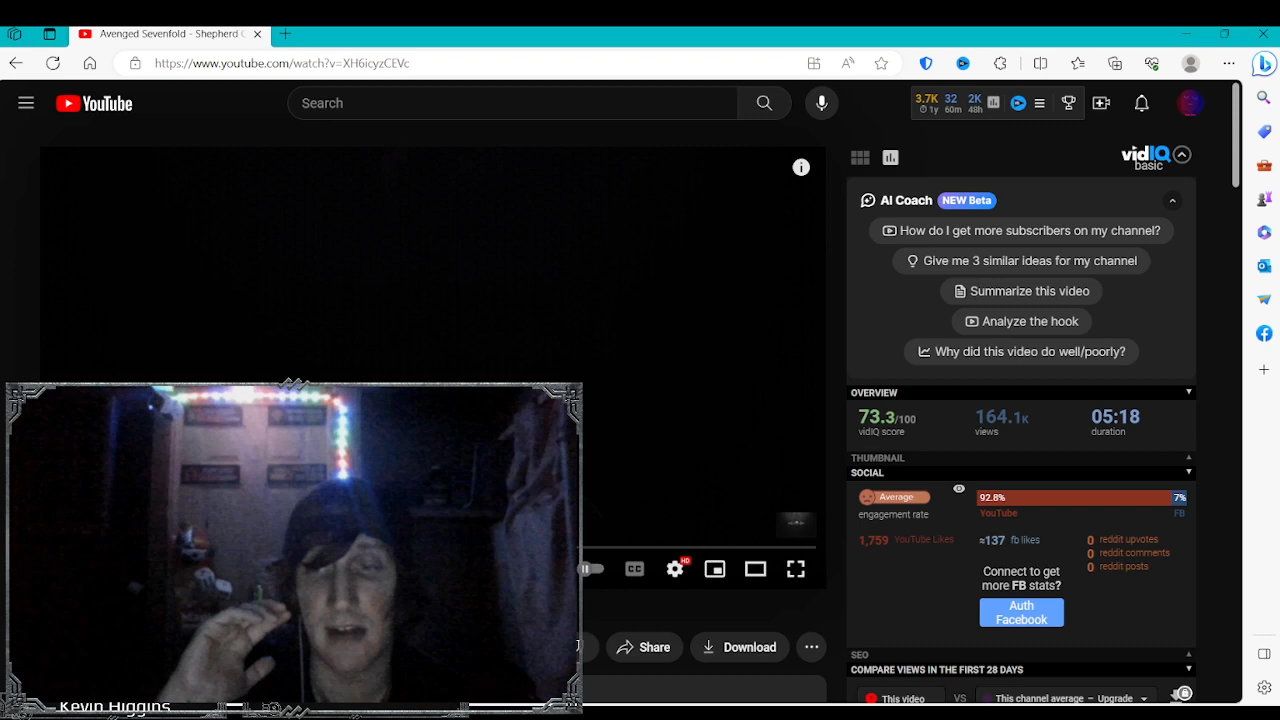 Avenged Sevenfold - Shepherd
https://www.youtube.com/watch?v=XH6icyzCEVc
YouTube
Search
3.7K 32 2K
1y 60m 48h
vidIQ
basic
AI Coach NEW Beta
How do I get more subscribers on my channel?
Give me 3 similar ideas for my channel
Summarize this video
Analyze the hook
Why did this video do well/poorly?
OVERVIEW
73.3/100 164.1K 05:18
vidIQ score views duration
THUMBNAIL
SOCIAL
Average 92.8% 7%
engagement rate YouTube FB
1,759 YouTube Likes ≈137 fb likes 0 reddit upvotes
0 reddit comments
0 reddit posts
Connect to get
more FB stats?
Auth
Facebook
CC HD
Share Download
SEO
COMPARE VIEWS IN THE FIRST 28 DAYS
This video VS This channel average – Upgrade
Kevin Higgins